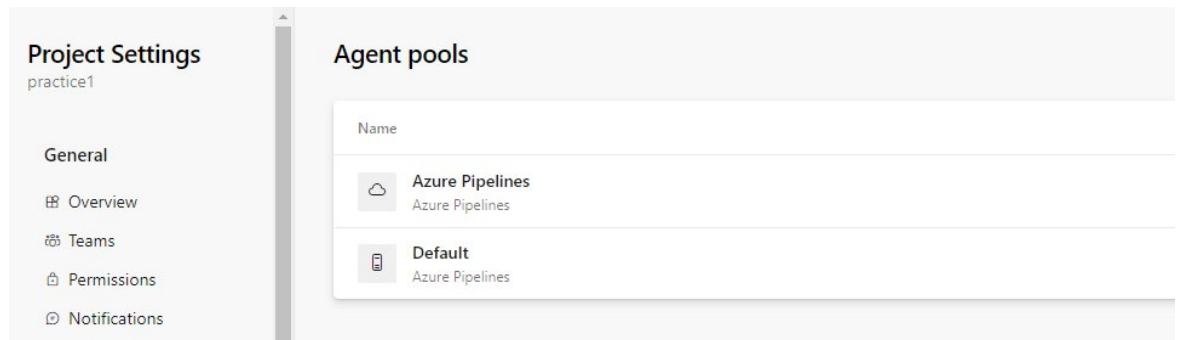 Project Settings
practice1
General
Overview
Teams
Permissions
Notifications
Agent pools
Name
Azure Pipelines
Azure Pipelines
Default
Azure Pipelines